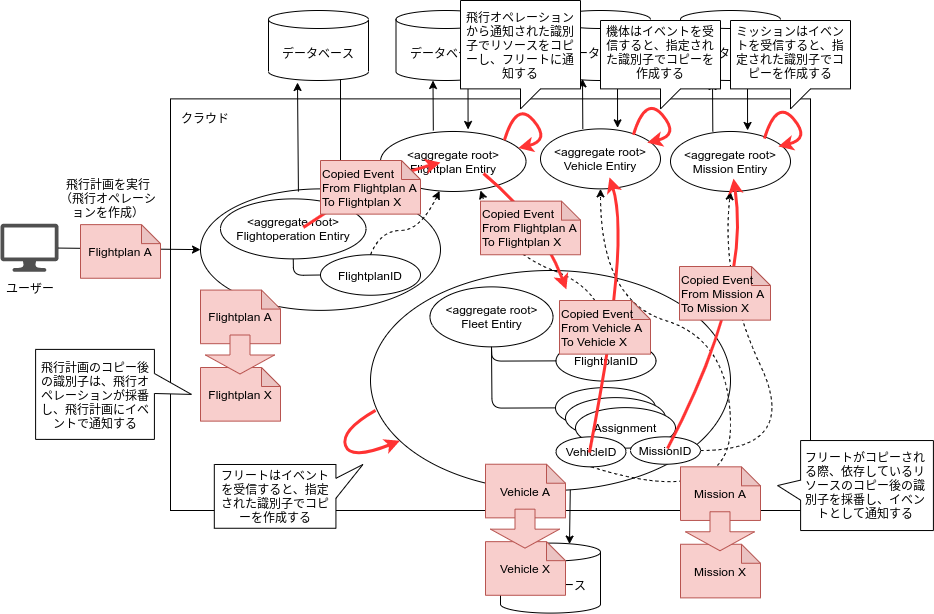 データベース
データベ
飛行オペレーション
から通知された識別
子でリソースをコピ
ーし、フリートに通
知する
タ
機体はイベントを受
信すると、指定され
た識別子でコピーを
作成する
タ
ミッションはイベン
トを受信すると、指
定された識別子でコ
ピーを作成する
クラウド
<aggregate root>
Flightplan Entiry
<aggregate root>
Vehicle Entiry
<aggregate root>
Mission Entiry
飛行計画を実行
（飛行オペレーシ
ョンを作成）
Flightplan A
ユーザー
Copied Event
From Flightplan A
To Flightplan X
<aggregate root>
Flightoperation Entiry
FlightplanID
Copied Event
From Flightplan A
To Flightplan X
Flightplan A
Flightplan X
飛行計画のコピー後
の識別子は、飛行オ
ペレーションが採番
し、飛行計画にイベ
ントで通知する
<aggregate root>
Fleet Entiry
Copied Event
From Vehicle A
To Vehicle X
Copied Event
From Mission A
To Mission X
FlightplanID
Assignment
VehicleID
MissionID
フリートはイベント
を受信すると、指定
された識別子でコピ
ーを作成する
Vehicle A
Vehicle X
ース
Mission A
Mission X
フリートがコピーされ
る際、依存しているリ
ソースのコピー後の識
別子を採番し、イベン
トとして通知する